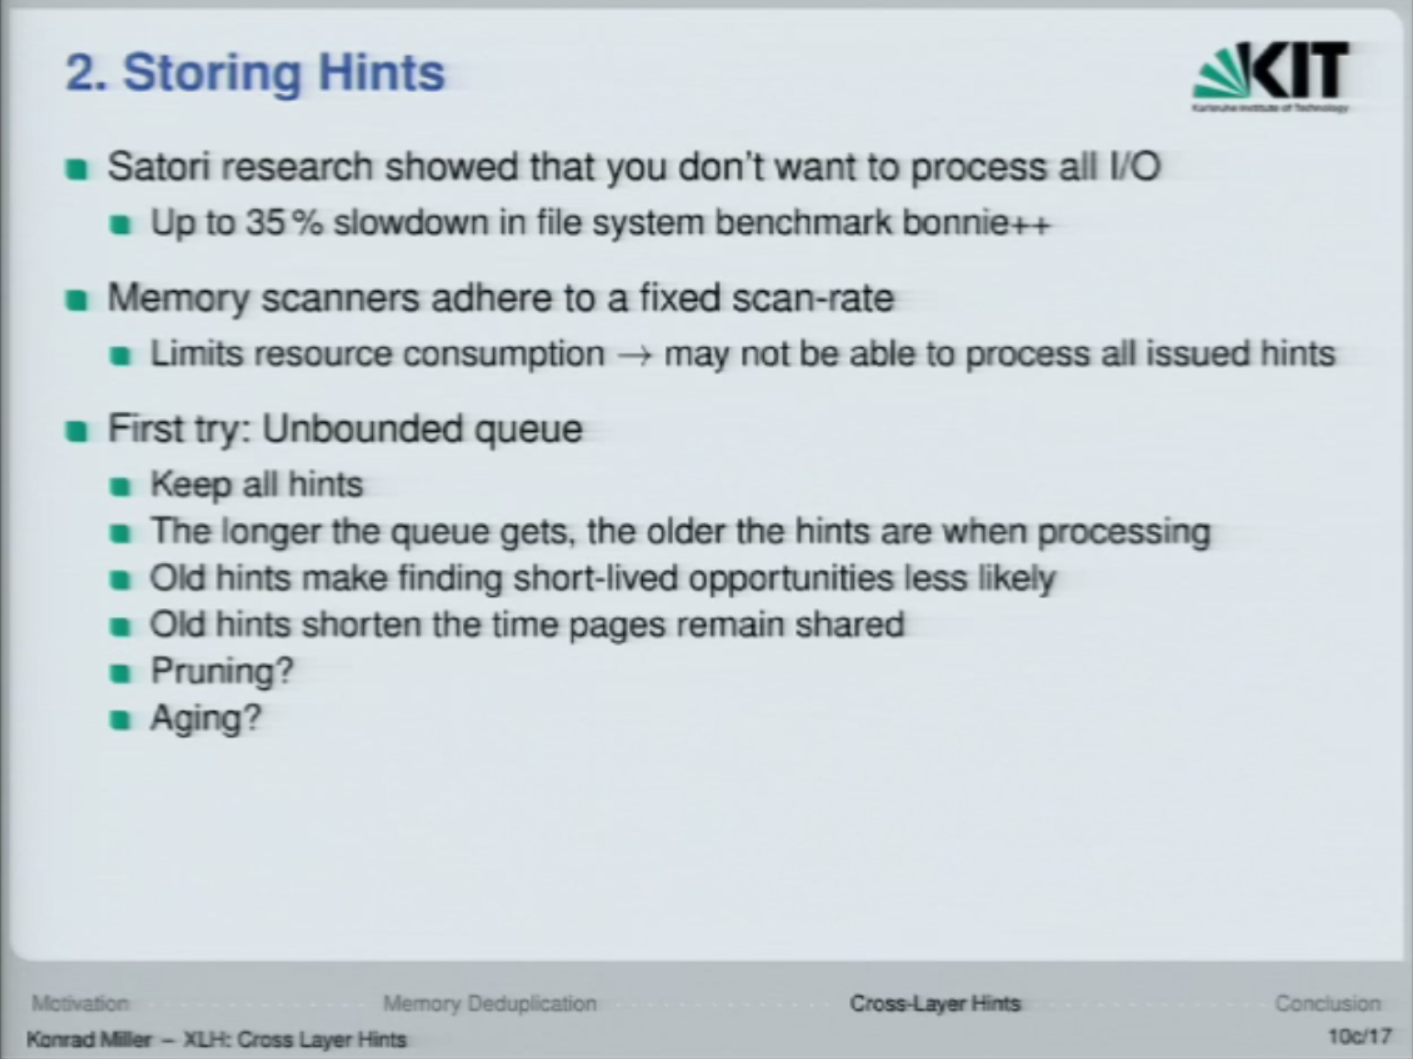 2. Storing Hints
KIT
Karlsruhe Institute of Technology
Satori research showed that you don't want to process all I/O
Up to 35 % slowdown in file system benchmark bonnie++
Memory scanners adhere to a fixed scan-rate
Limits resource consumption → may not be able to process all issued hints
First try: Unbounded queue
Keep all hints
The longer the queue gets, the older the hints are when processing
Old hints make finding short-lived opportunities less likely
Old hints shorten the time pages remain shared
Pruning?
Aging?
Motivation Memory Deduplication Cross-Layer Hints Conclusion
Konrad Miller – XLH: Cross Layer Hints 10c/17